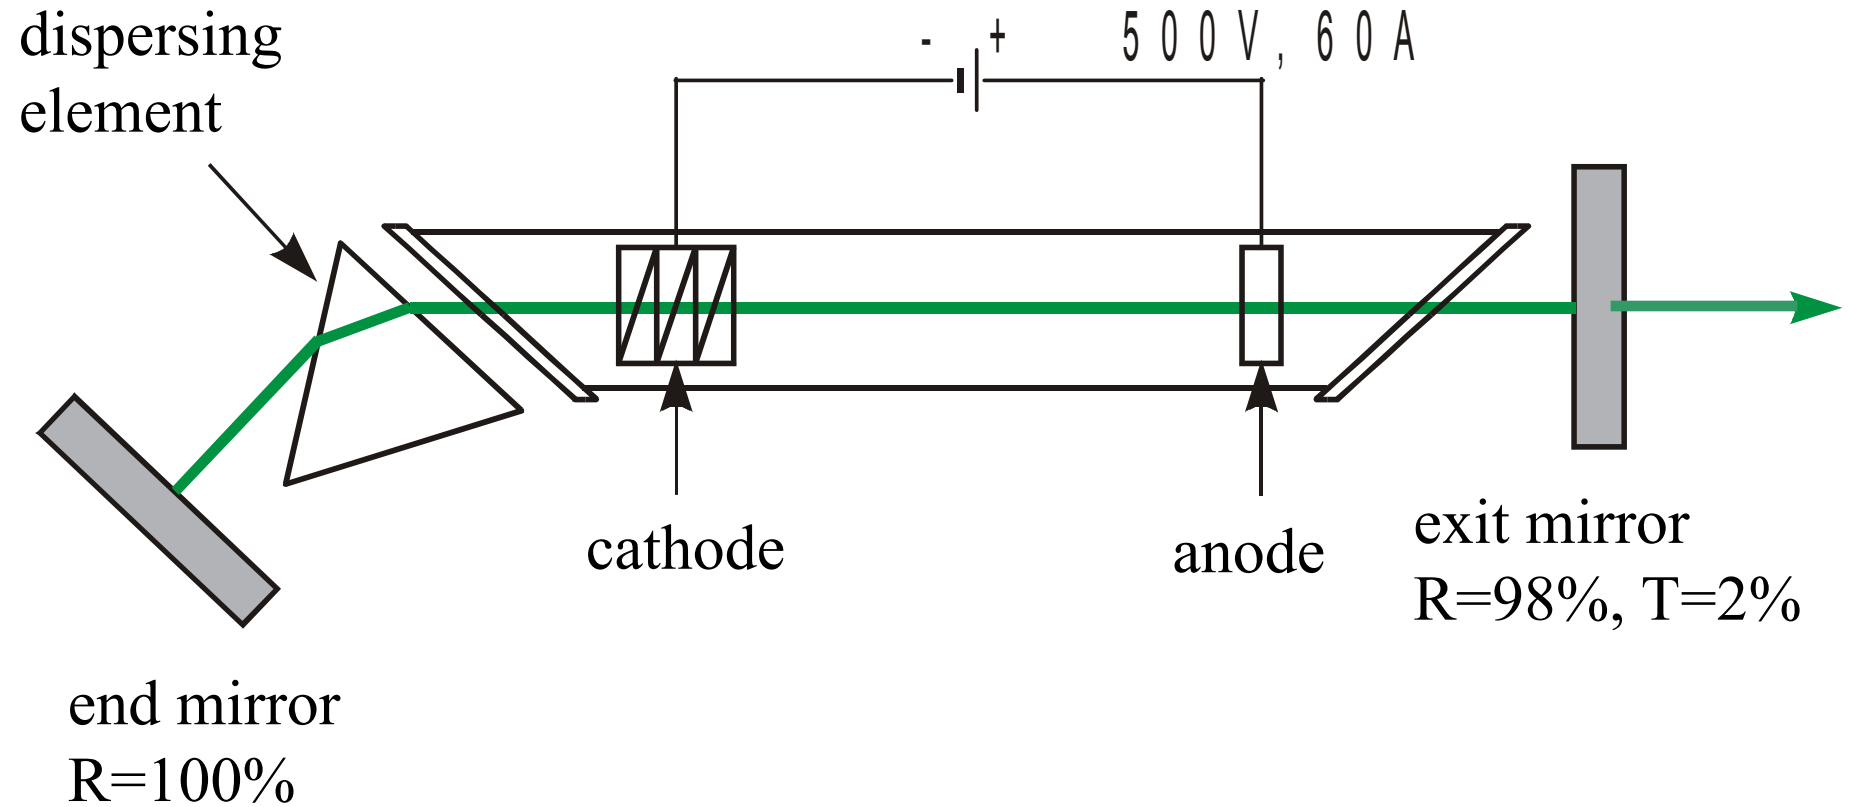 dispersing
element
- + 500V, 60A
cathode
anode
exit mirror
R=98%, T=2%
end mirror
R=100%